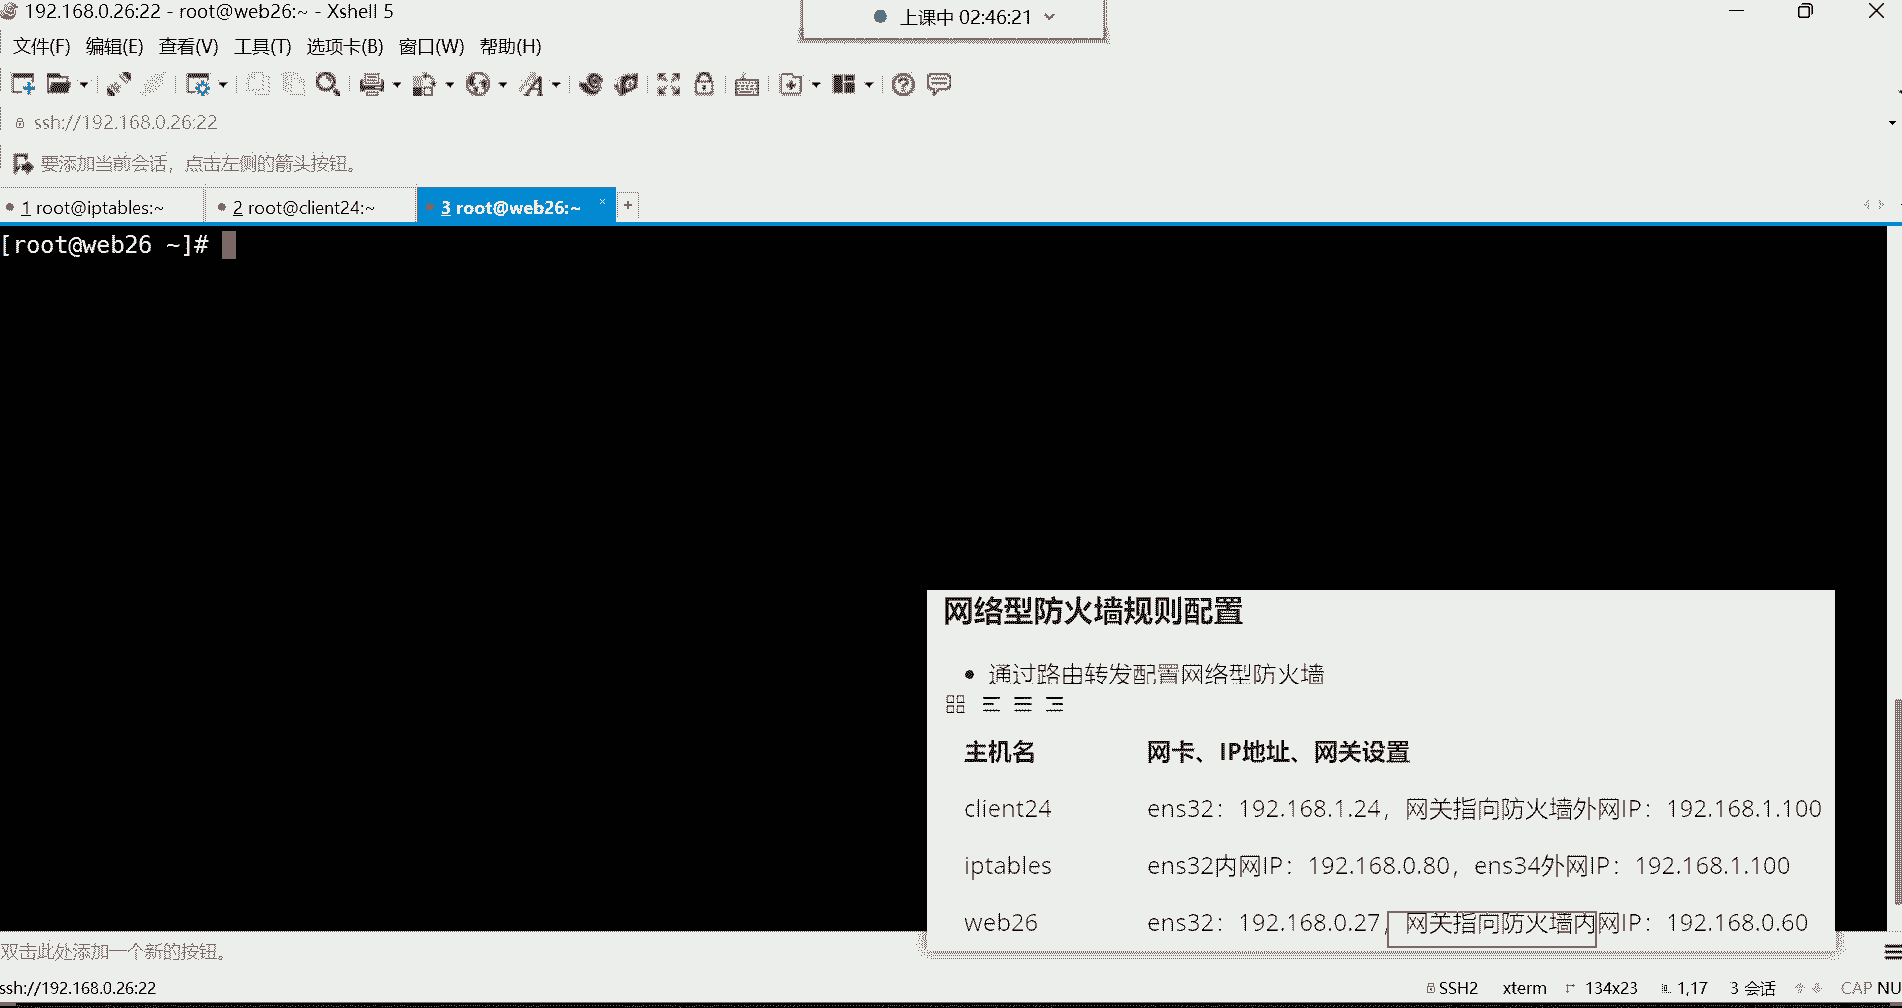 192.168.0.26:22 - root@web26:~ - Xshell 5
上课中 02:46:21
文件(F) 编辑(E) 查看(V) 工具(T) 选项卡(B) 窗口(W) 帮助(H)
ssh://192.168.0.26:22
要添加当前会话，点击左侧的箭头按钮。
1 root@iptables:~ 2 root@client24:~ 3 root@web26:~ × +
[root@web26 ~]#
网络型防火墙规则配置
• 通过路由转发配置网络型防火墙
主机名 网卡、IP地址、网关设置
client24 ens32：192.168.1.24，网关指向防火墙外网IP：192.168.1.100
iptables ens32内网IP：192.168.0.80，ens34外网IP：192.168.1.100
web26 ens32：192.168.0.27，网关指向防火墙内网IP：192.168.0.60
双击此处添加一个新的按钮。
ssh://192.168.0.26:22 SSH2 xterm 134x23 1,17 3 会话 CAP NU